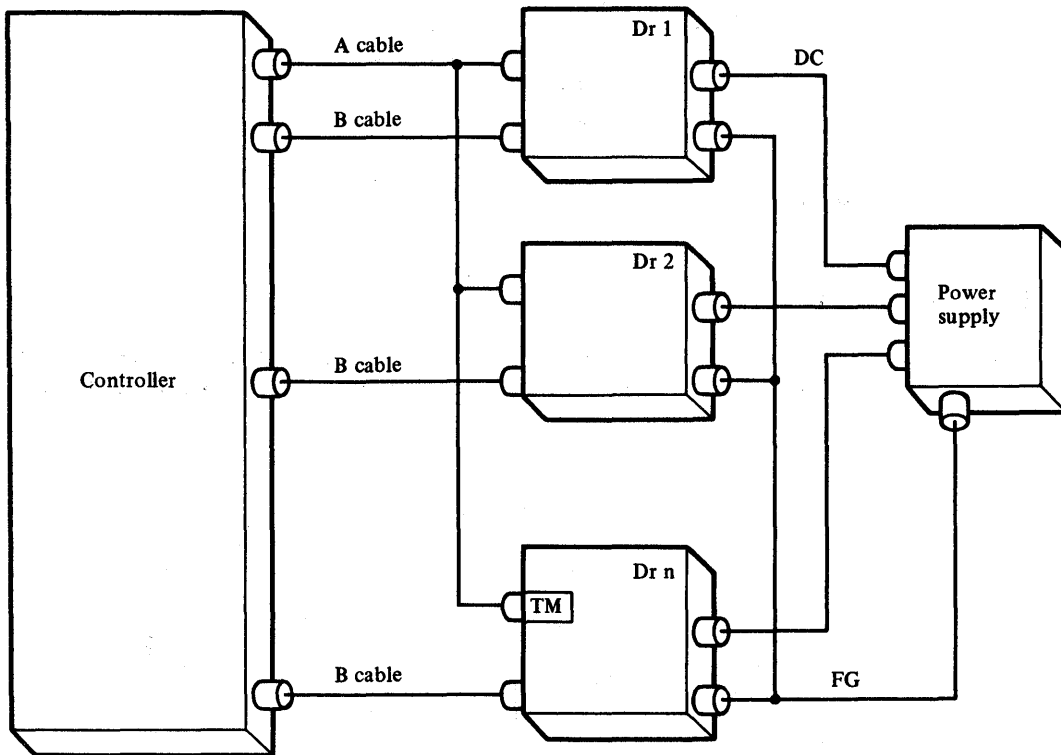 Dr 1
A cable
DC
B cable
Dr 2
Power
supply
Controller
B cable
Dr n
TM
B cable
FG